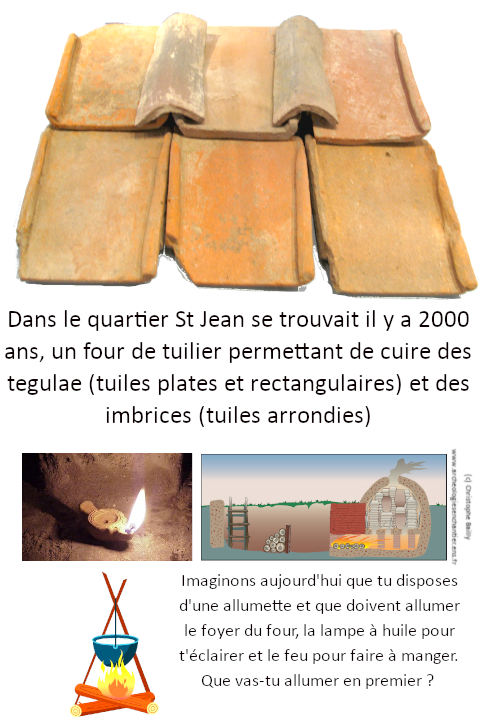 Dans le quartier St Jean se trouvait il y a 2000
ans, un four de tuilier permettant de cuire des
tegulae (tuiles plates et rectangulaires) et des
imbrices (tuiles arrondies)
(c) Christophe Bailly
www.archeologiesenchantier.ens.fr
Imaginons aujourd'hui que tu disposes
d'une allumette et que doivent allumer
le foyer du four, la lampe à huile pour
t'éclairer et le feu pour faire à manger.
Que vas-tu allumer en premier ?